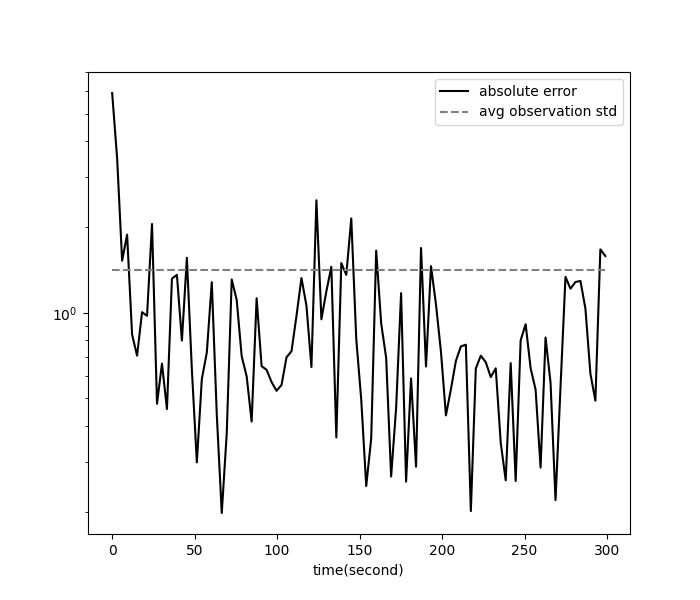 absolute error
avg observation std
10⁰
0 50 100 150 200 250 300
time(second)